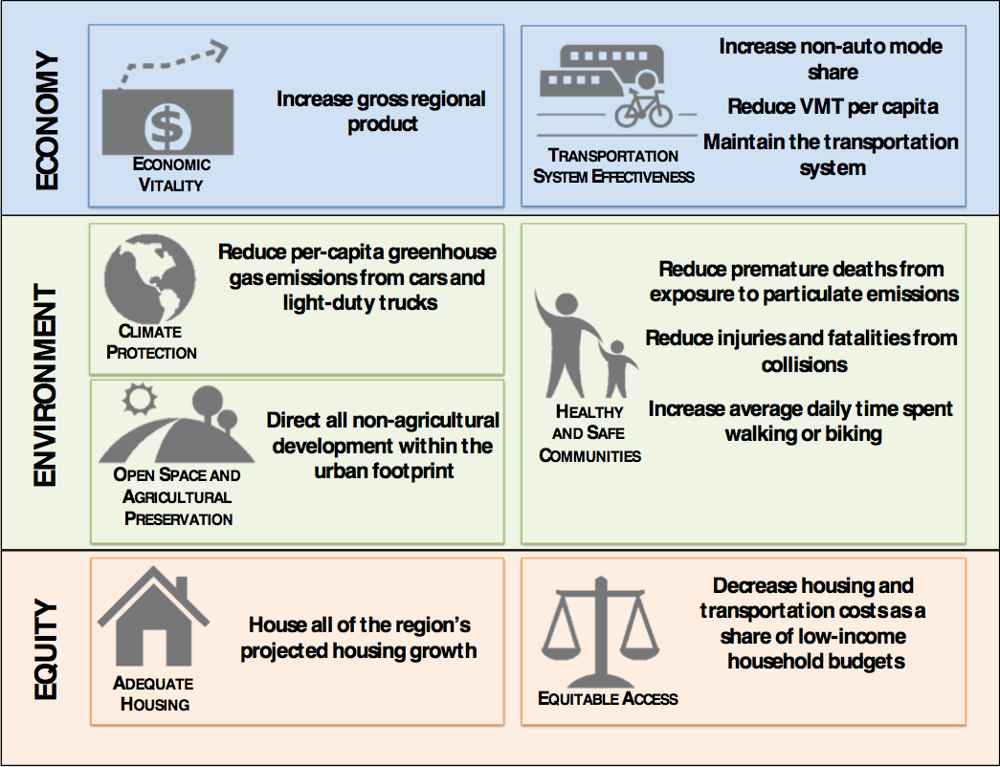 ECONOMY
$
ECONOMIC
VITALITY
Increase gross regional
product
TRANSPORTATION
SYSTEM EFFECTIVENESS
Increase non-auto mode
share
Reduce VMT per capita
Maintain the transportation
system
ENVIRONMENT
CLIMATE
PROTECTION
Reduce per-capita greenhouse
gas emissions from cars and
light-duty trucks
OPEN SPACE AND
AGRICULTURAL
PRESERVATION
Direct all non-agricultural
development within the
urban footprint
HEALTHY
AND SAFE
COMMUNITIES
Reduce premature deaths from
exposure to particulate emissions
Reduce injuries and fatalities from
collisions
Increase average daily time spent
walking or biking
EQUITY
ADEQUATE
HOUSING
House all of the region's
projected housing growth
EQUITABLE ACCESS
Decrease housing and
transportation costs as a
share of low-income
household budgets